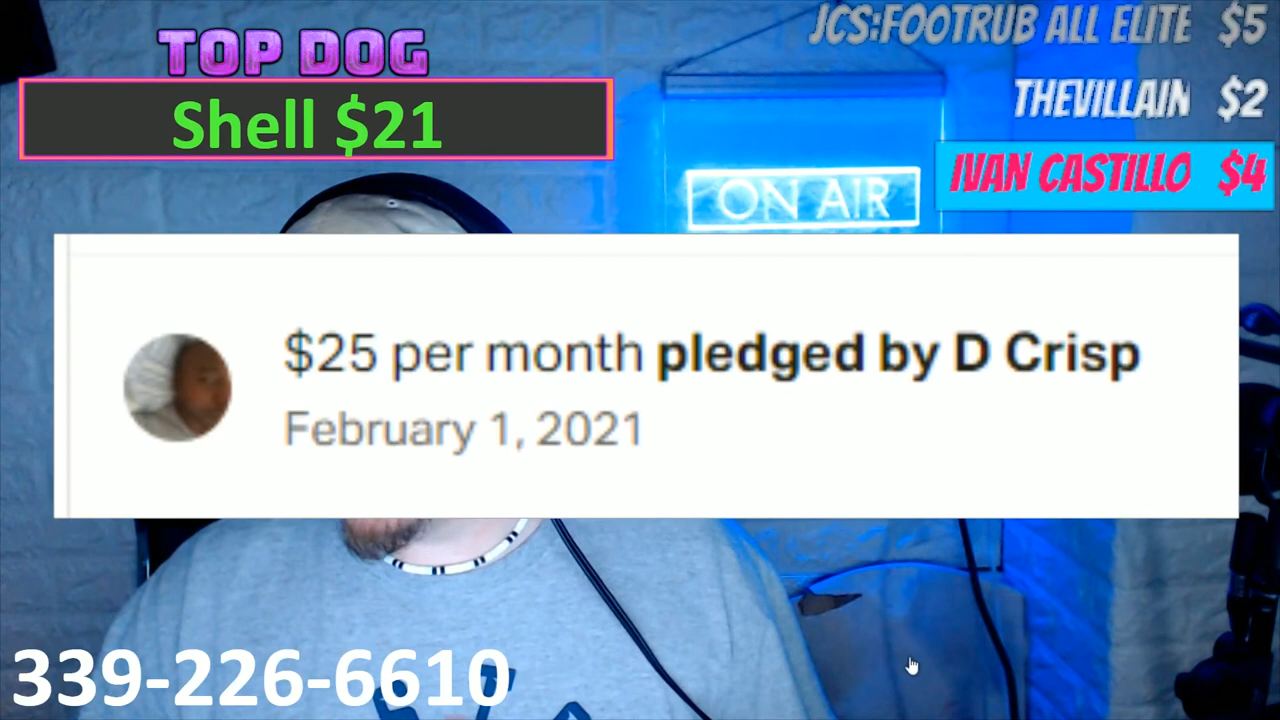 TOP DOG
Shell $21
JCS:FOOTRUB ALL ELITE $5
THEVILLAIN $2
IVAN CASTILLO $4
ON AIR
$25 per month pledged by D Crisp
February 1, 2021
339-226-6610